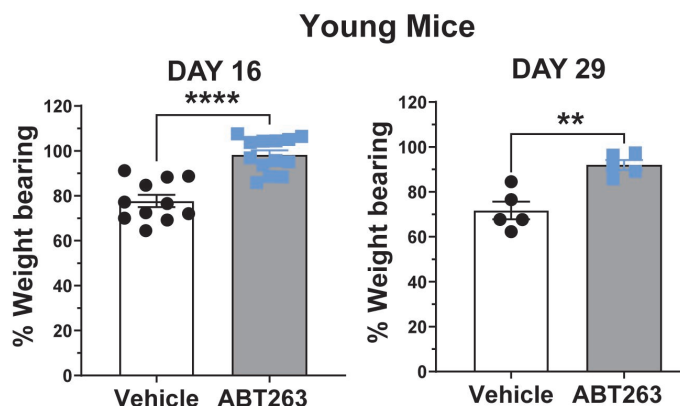 Young Mice
DAY 16
****
% Weight bearing
120
100
80
60
40
20
0
Vehicle ABT263
DAY 29
**
% Weight bearing
120
100
80
60
40
20
0
Vehicle ABT263